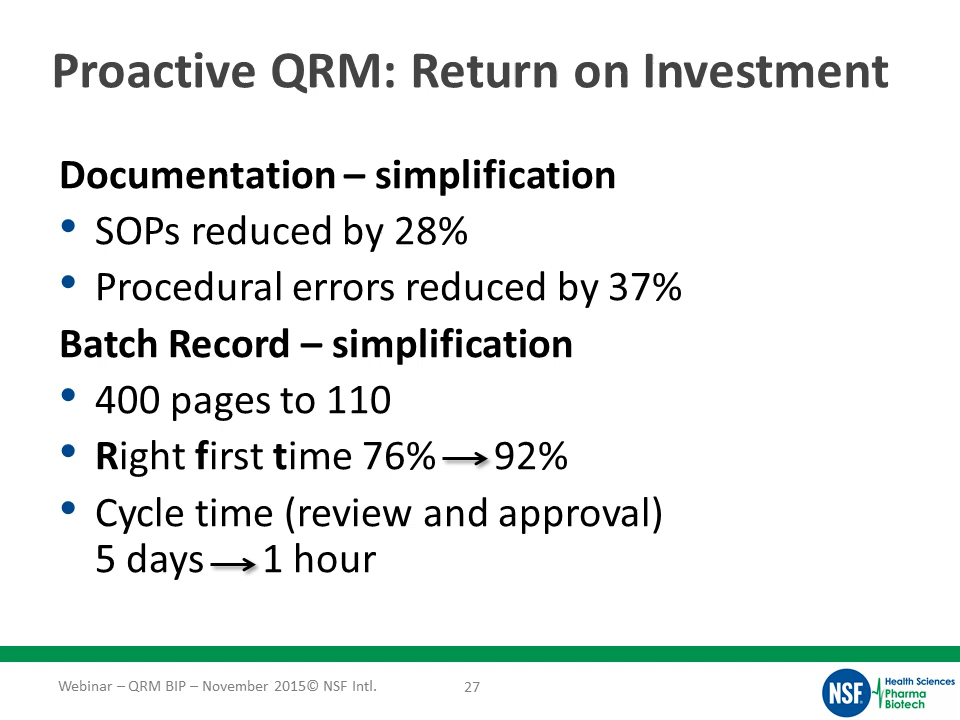 Proactive QRM: Return on Investment
Documentation – simplification
• SOPs reduced by 28%
• Procedural errors reduced by 37%
Batch Record – simplification
• 400 pages to 110
• Right first time 76% → 92%
• Cycle time (review and approval)
5 days → 1 hour
Webinar – QRM BIP – November 2015© NSF Intl.
27
NSF
Health Sciences
Pharma
Biotech